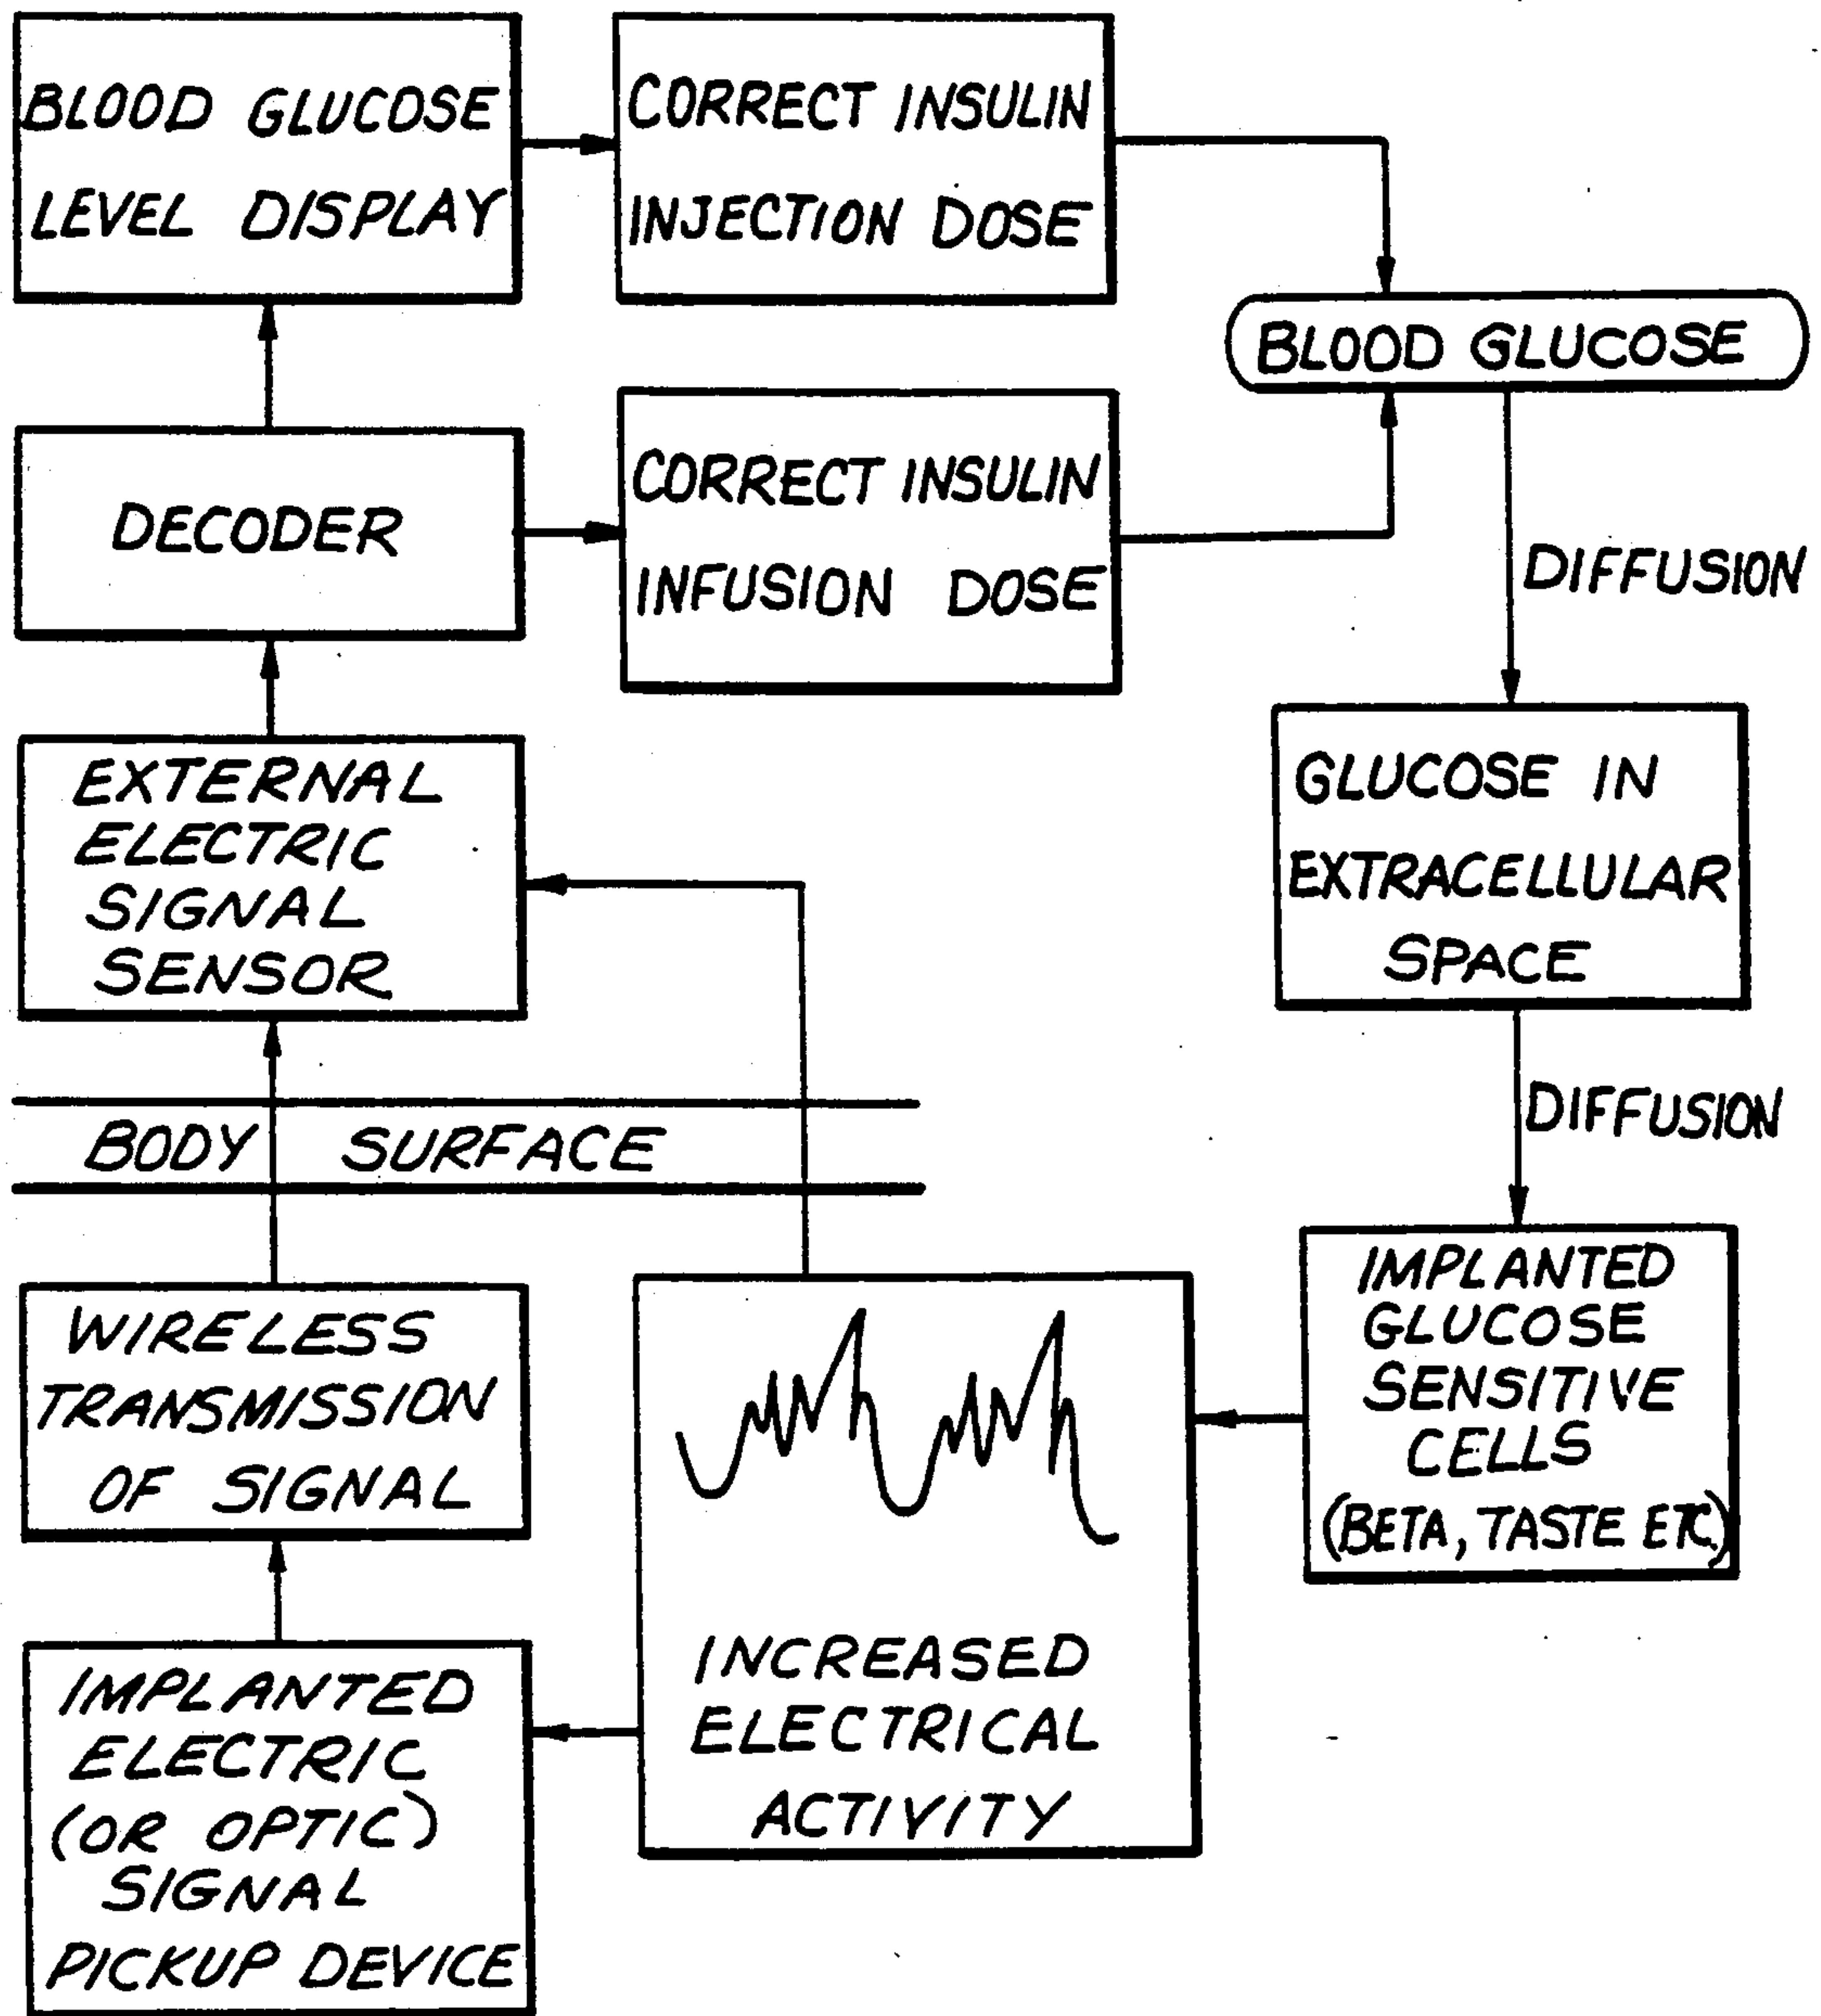 BLOOD GLUCOSE
LEVEL DISPLAY
CORRECT INSULIN
INJECTION DOSE
BLOOD GLUCOSE
DECODER
CORRECT INSULIN
INFUSION DOSE
DIFFUSION
EXTERNAL
ELECTRIC
SIGNAL
SENSOR
GLUCOSE IN
EXTRACELLULAR
SPACE
BODY SURFACE
DIFFUSION
WIRELESS
TRANSMISSION
OF SIGNAL
IMPLANTED
GLUCOSE
SENSITIVE
CELLS
(BETA, TASTE ETC)
INCREASED
ELECTRICAL
ACTIVITY
IMPLANTED
ELECTRIC
(OR OPTIC)
SIGNAL
PICKUP DEVICE